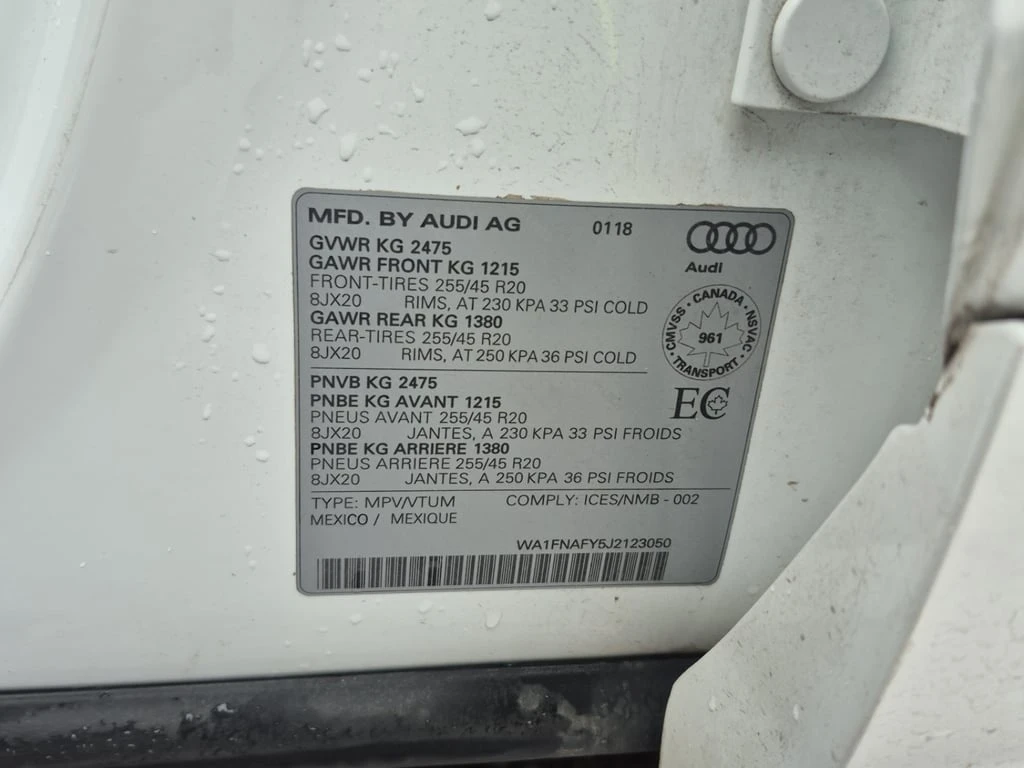 MFD. BY AUDI AG 0118
GVWR KG 2475
GAWR FRONT KG 1215
Audi
FRONT-TIRES 255/45 R20
8JX20 RIMS, AT 230 KPA 33 PSI COLD
GAWR REAR KG 1380
REAR-TIRES 255/45 R20
8JX20 RIMS, AT 250 KPA 36 PSI COLD
CMVSS · CANADA · NSVAC · TRANSPORT ·
961
PNVB KG 2475
PNBE KG AVANT 1215
EC
PNEUS AVANT 255/45 R20
8JX20 JANTES, A 230 KPA 33 PSI FROIDS
PNBE KG ARRIERE 1380
PNEUS ARRIERE 255/45 R20
8JX20 JANTES, A 250 KPA 36 PSI FROIDS
TYPE: MPV/VTUM COMPLY: ICES/NMB - 002
MEXICO / MEXIQUE
WA1FNAFY5J2123050